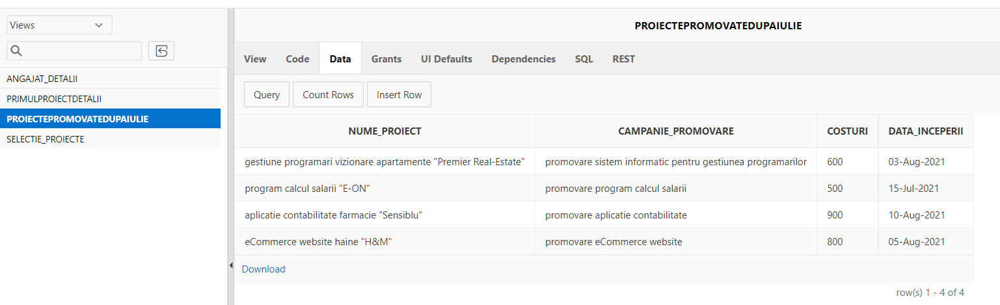 Views
ANGAJAT_DETALII
PRIMULPROIECTDETALII
PROIECTEPROMOVATEDUPAIULIE
SELECTIE_PROIECTE
PROIECTEPROMOVATEDUPAIULIE
View Code Data Grants UI Defaults Dependencies SQL REST
Query Count Rows Insert Row
NUME_PROIECT CAMPANIE_PROMOVARE COSTURI DATA_INCEPERII
gestiune programari vizionare apartamente "Premier Real-Estate" promovare sistem informatic pentru gestiunea programarilor 600 03-Aug-2021
program calcul salarii "E-ON" promovare program calcul salarii 500 15-Jul-2021
aplicatie contabilitate farmacie "Sensiblu" promovare aplicatie contabilitate 900 10-Aug-2021
eCommerce website haine "H&M" promovare eCommerce website 800 05-Aug-2021
Download
row(s) 1 - 4 of 4